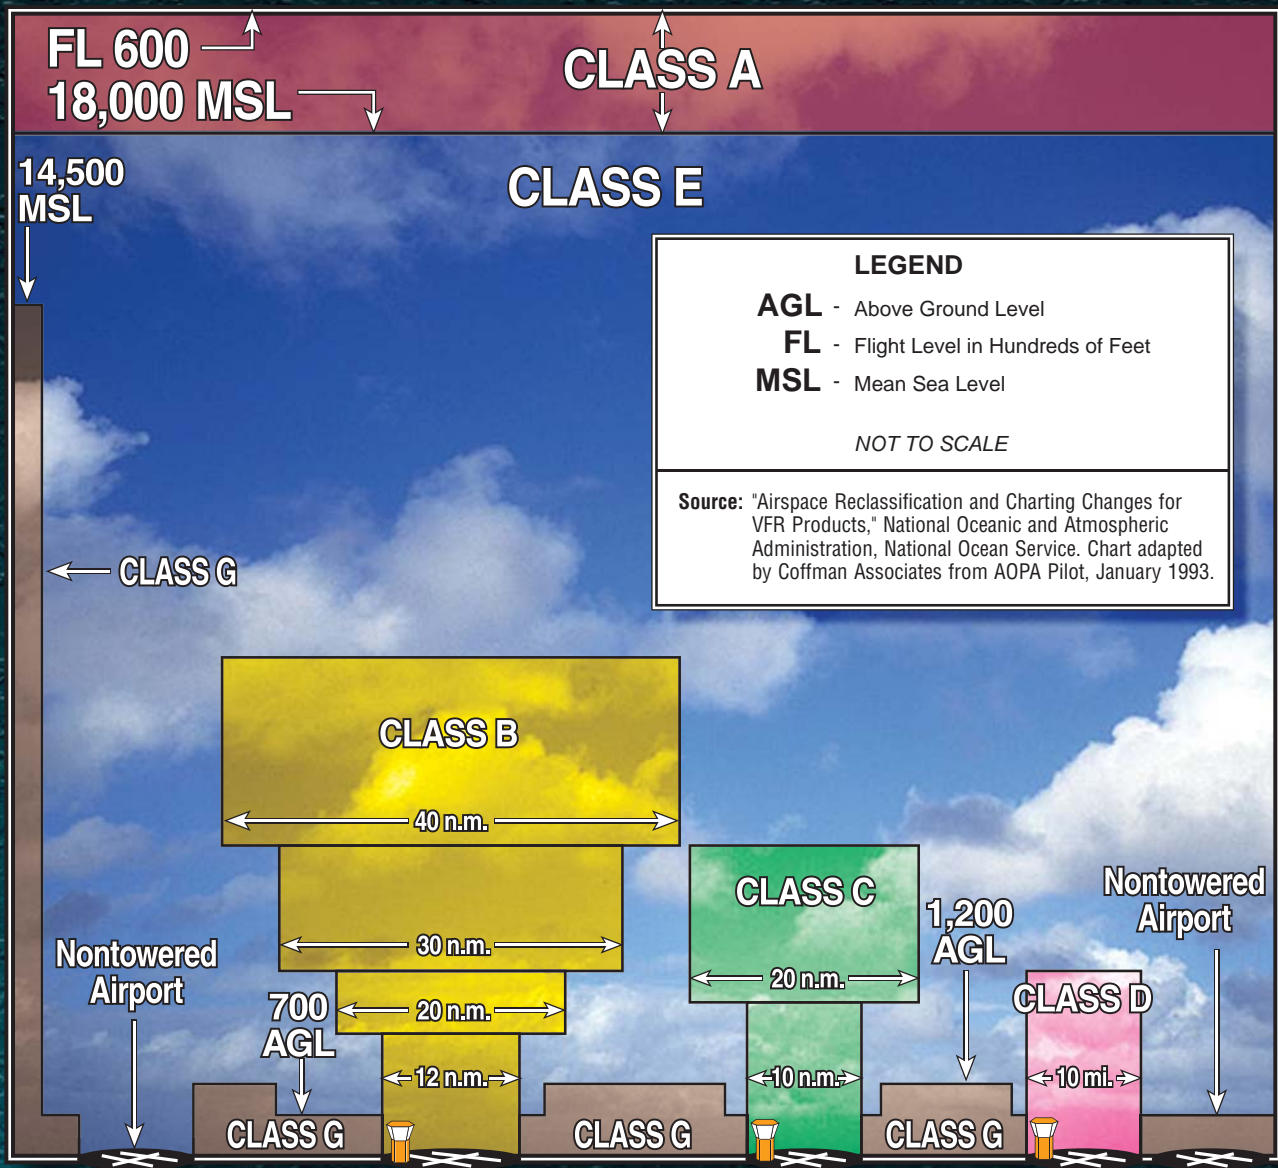 FL 600
18,000 MSL
CLASS A
14,500
MSL
CLASS E
LEGEND
AGL - Above Ground Level
FL - Flight Level in Hundreds of Feet
MSL - Mean Sea Level
NOT TO SCALE
Source: "Airspace Reclassification and Charting Changes for
VFR Products," National Oceanic and Atmospheric
Administration, National Ocean Service. Chart adapted
by Coffman Associates from AOPA Pilot, January 1993.
CLASS G
CLASS B
40 n.m.
30 n.m.
20 n.m.
12 n.m.
CLASS C
20 n.m.
10 n.m.
1,200
AGL
Nontowered
Airport
CLASS D
10 mi.
Nontowered
Airport
700
AGL
CLASS G
CLASS G
CLASS G